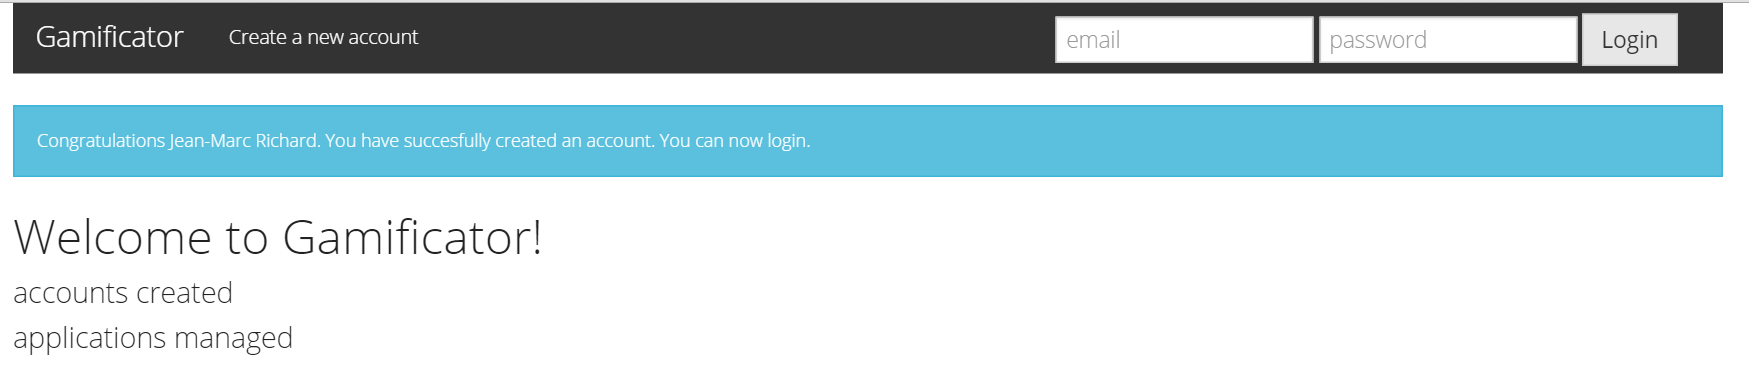 Gamificator Create a new account email password Login
Congratulations Jean-Marc Richard. You have succesfully created an account. You can now login.
Welcome to Gamificator!
accounts created
applications managed